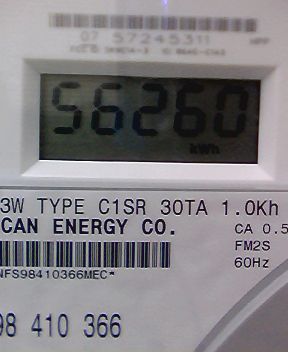 07 57245311
56260
kWh
3W TYPE C1SR 30TA 1.0Kh
CAN ENERGY CO.
CA 0.5
FM2S
60Hz
NFS98410366MEC*
98 410 366